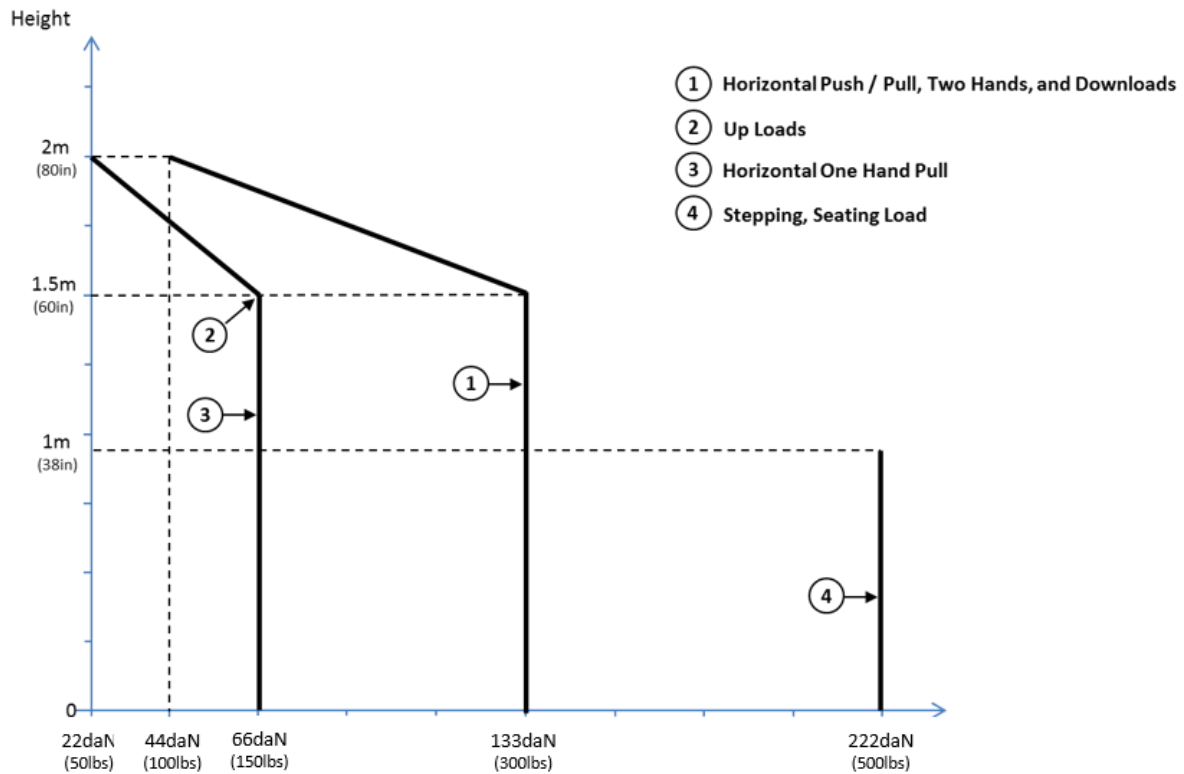 Height
① Horizontal Push / Pull, Two Hands, and Downloads
② Up Loads
③ Horizontal One Hand Pull
④ Stepping, Seating Load
2m
(80in)
1.5m
(60in)
②
①
③
1m
(38in)
④
0
22daN 44daN 66daN 133daN 222daN
(50lbs) (100lbs) (150lbs) (300lbs) (500lbs)